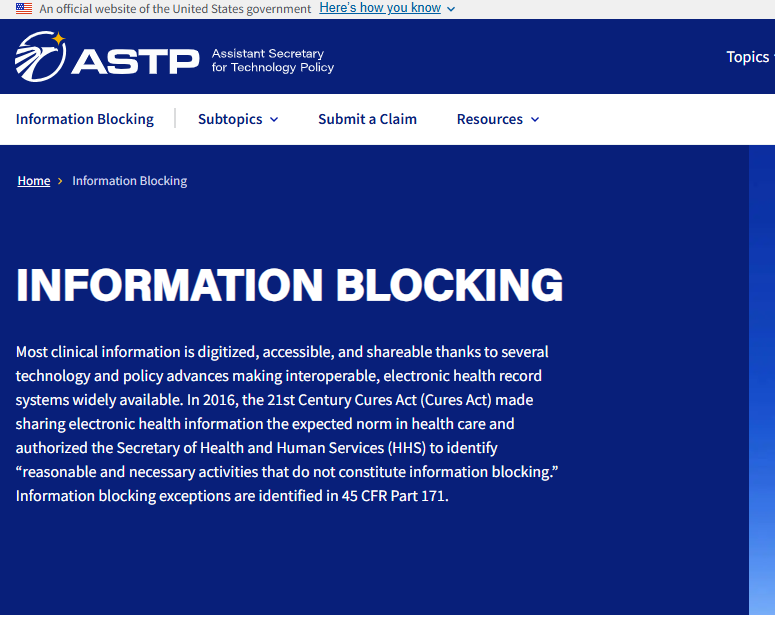 An official website of the United States government Here's how you know
ASTP Assistant Secretary
for Technology Policy
Topics
Information Blocking Subtopics Submit a Claim Resources
Home Information Blocking
INFORMATION BLOCKING
Most clinical information is digitized, accessible, and shareable thanks to several
technology and policy advances making interoperable, electronic health record
systems widely available. In 2016, the 21st Century Cures Act (Cures Act) made
sharing electronic health information the expected norm in health care and
authorized the Secretary of Health and Human Services (HHS) to identify
“reasonable and necessary activities that do not constitute information blocking.”
Information blocking exceptions are identified in 45 CFR Part 171.